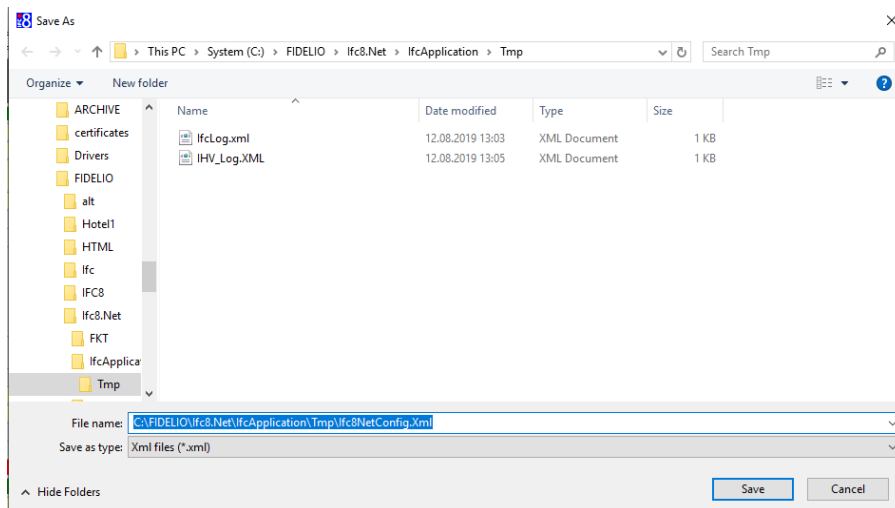 Save As
This PC > System (C:) > FIDELIO > Ifc8.Net > IfcApplication > Tmp
Search Tmp
Organize
New folder
ARCHIVE
certificates
Drivers
FIDELIO
alt
Hotel1
HTML
Ifc
IFC8
Ifc8.Net
FKT
IfcApplica
Tmp
Name Date modified Type Size
IfcLog.xml 12.08.2019 13:03 XML Document 1 KB
IHV_Log.XML 12.08.2019 13:05 XML Document 1 KB
File name: C:\FIDELIO\Ifc8.Net\IfcApplication\Tmp\Ifc8NetConfig.Xml
Save as type: Xml files (*.xml)
Hide Folders
Save
Cancel